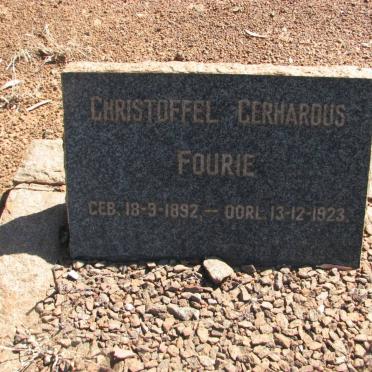 CHRISTOFFEL GERHARDUS
FOURIE
GEB. 18-9-1892, — OORL. 13-12-1923.